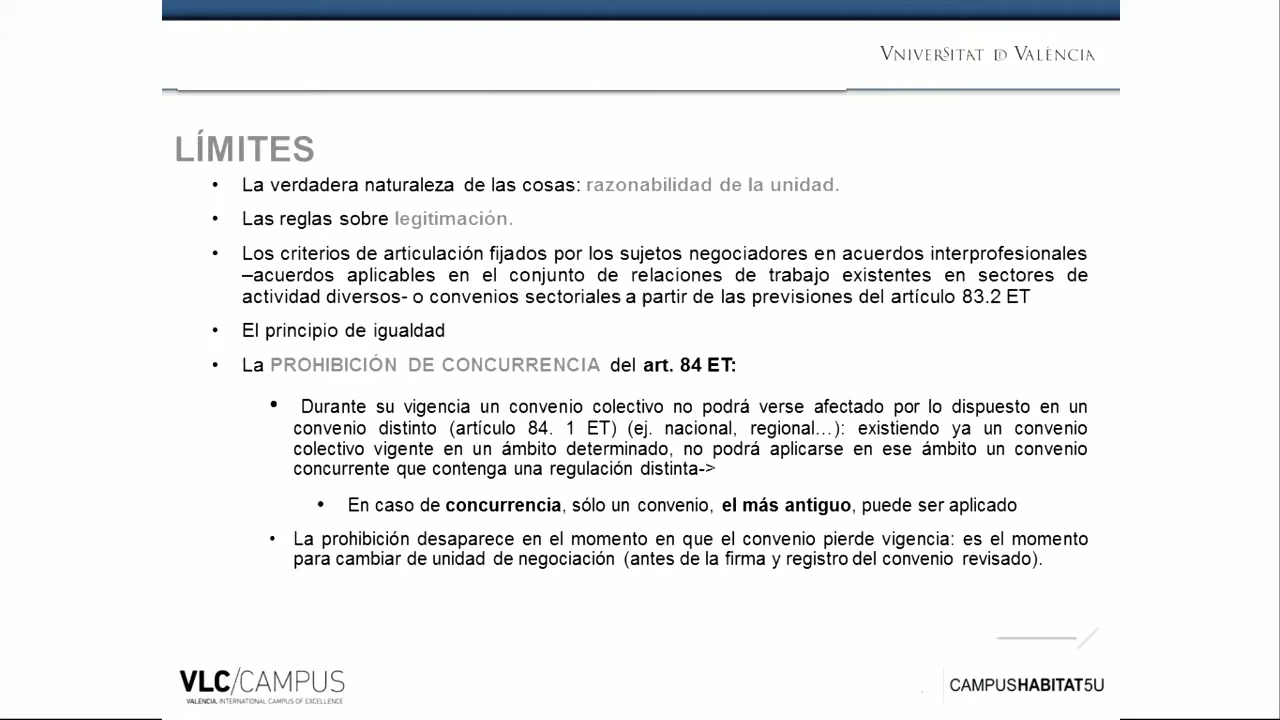 VNIVERSITAT DE VALÈNCIA
LÍMITES
• La verdadera naturaleza de las cosas: razonabilidad de la unidad.
• Las reglas sobre legitimación.
• Los criterios de articulación fijados por los sujetos negociadores en acuerdos interprofesionales
–acuerdos aplicables en el conjunto de relaciones de trabajo existentes en sectores de
actividad diversos- o convenios sectoriales a partir de las previsiones del artículo 83.2 ET
• El principio de igualdad
• La PROHIBICIÓN DE CONCURRENCIA del art. 84 ET:
• Durante su vigencia un convenio colectivo no podrá verse afectado por lo dispuesto en un
convenio distinto (artículo 84. 1 ET) (ej. nacional, regional…): existiendo ya un convenio
colectivo vigente en un ámbito determinado, no podrá aplicarse en ese ámbito un convenio
concurrente que contenga una regulación distinta->
• En caso de concurrencia, sólo un convenio, el más antiguo, puede ser aplicado
• La prohibición desaparece en el momento en que el convenio pierde vigencia: es el momento
para cambiar de unidad de negociación (antes de la firma y registro del convenio revisado).
VLC/CAMPUS
VALENCIA, INTERNATIONAL CAMPUS OF EXCELLENCE
CAMPUSHABITAT5U